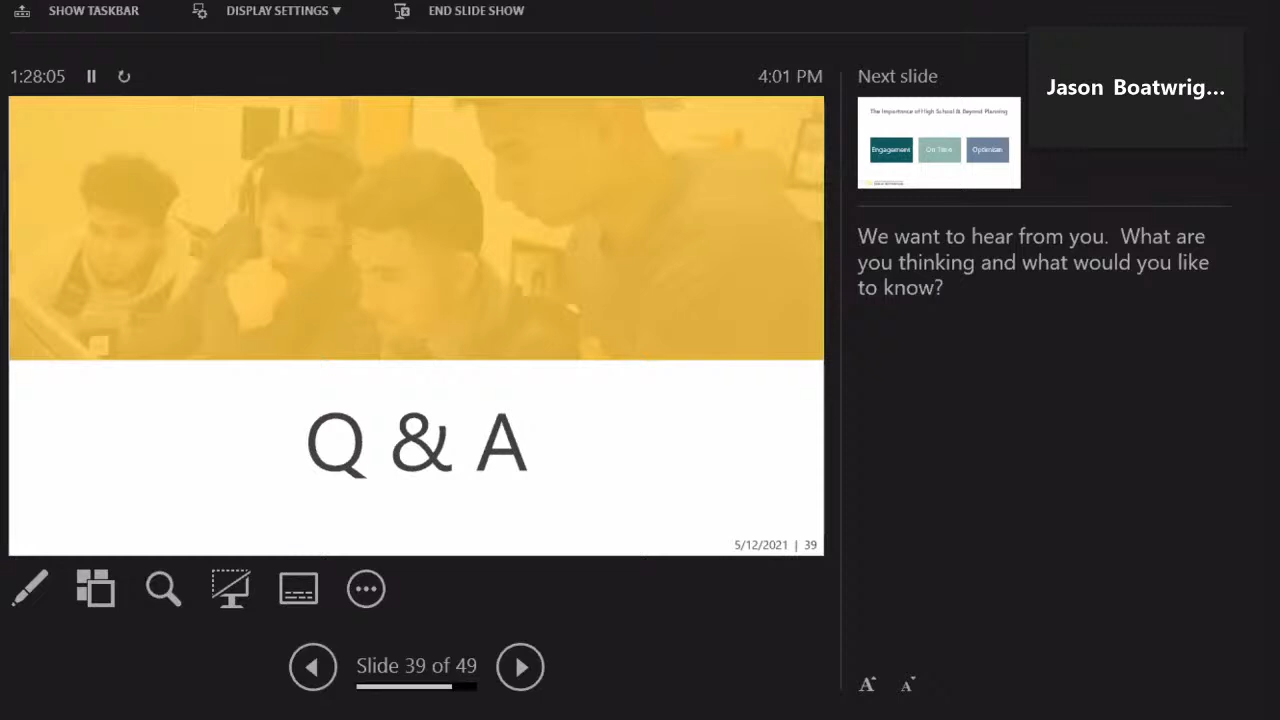 SHOW TASKBAR DISPLAY SETTINGS ▼ END SLIDE SHOW
1:28:05 4:01 PM
Next slide
Jason Boatwrig...
The Importance of High School & Beyond Planning
Engagement On Time Optimism
We want to hear from you. What are
you thinking and what would you like
to know?
Q & A
5/12/2021 | 39
Slide 39 of 49
A A